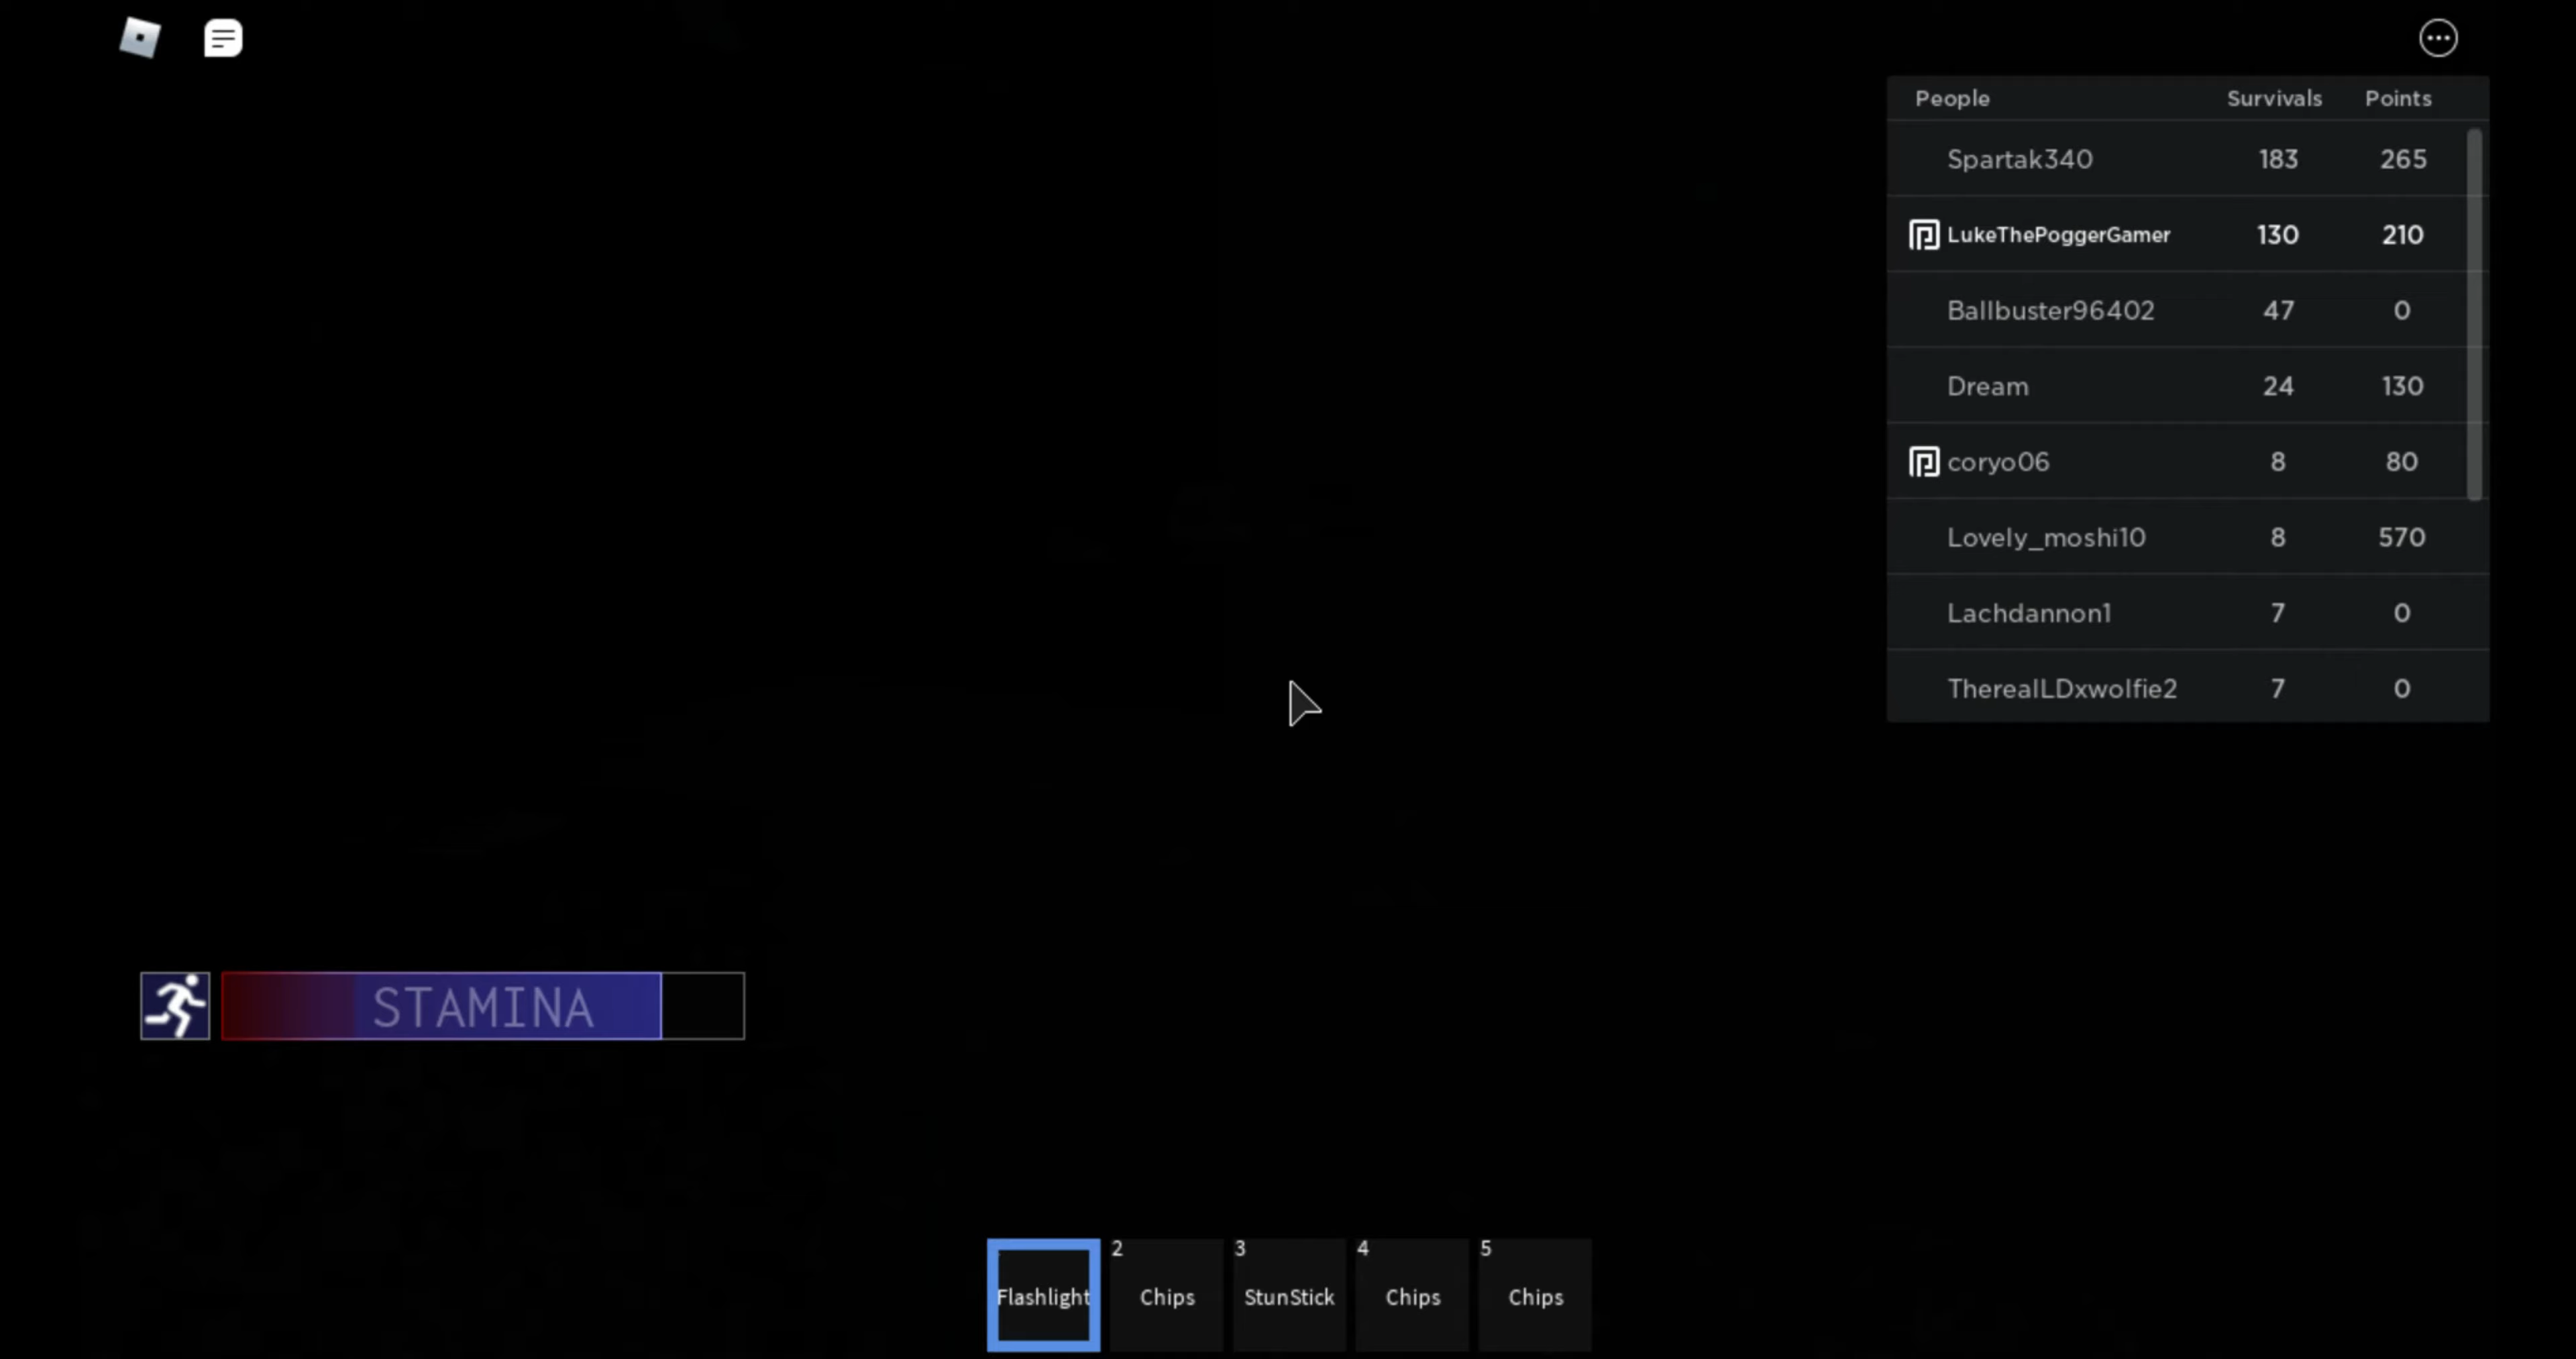 People Survivals Points
Spartak340 183 265
LukeThePoggerGamer 130 210
Ballbuster96402 47 0
Dream 24 130
coryo06 8 80
Lovely_moshi10 8 570
Lachdannon1 7 0
TherealLDxwolfie2 7 0
STAMINA
2 3 4 5
Flashlight Chips StunStick Chips Chips